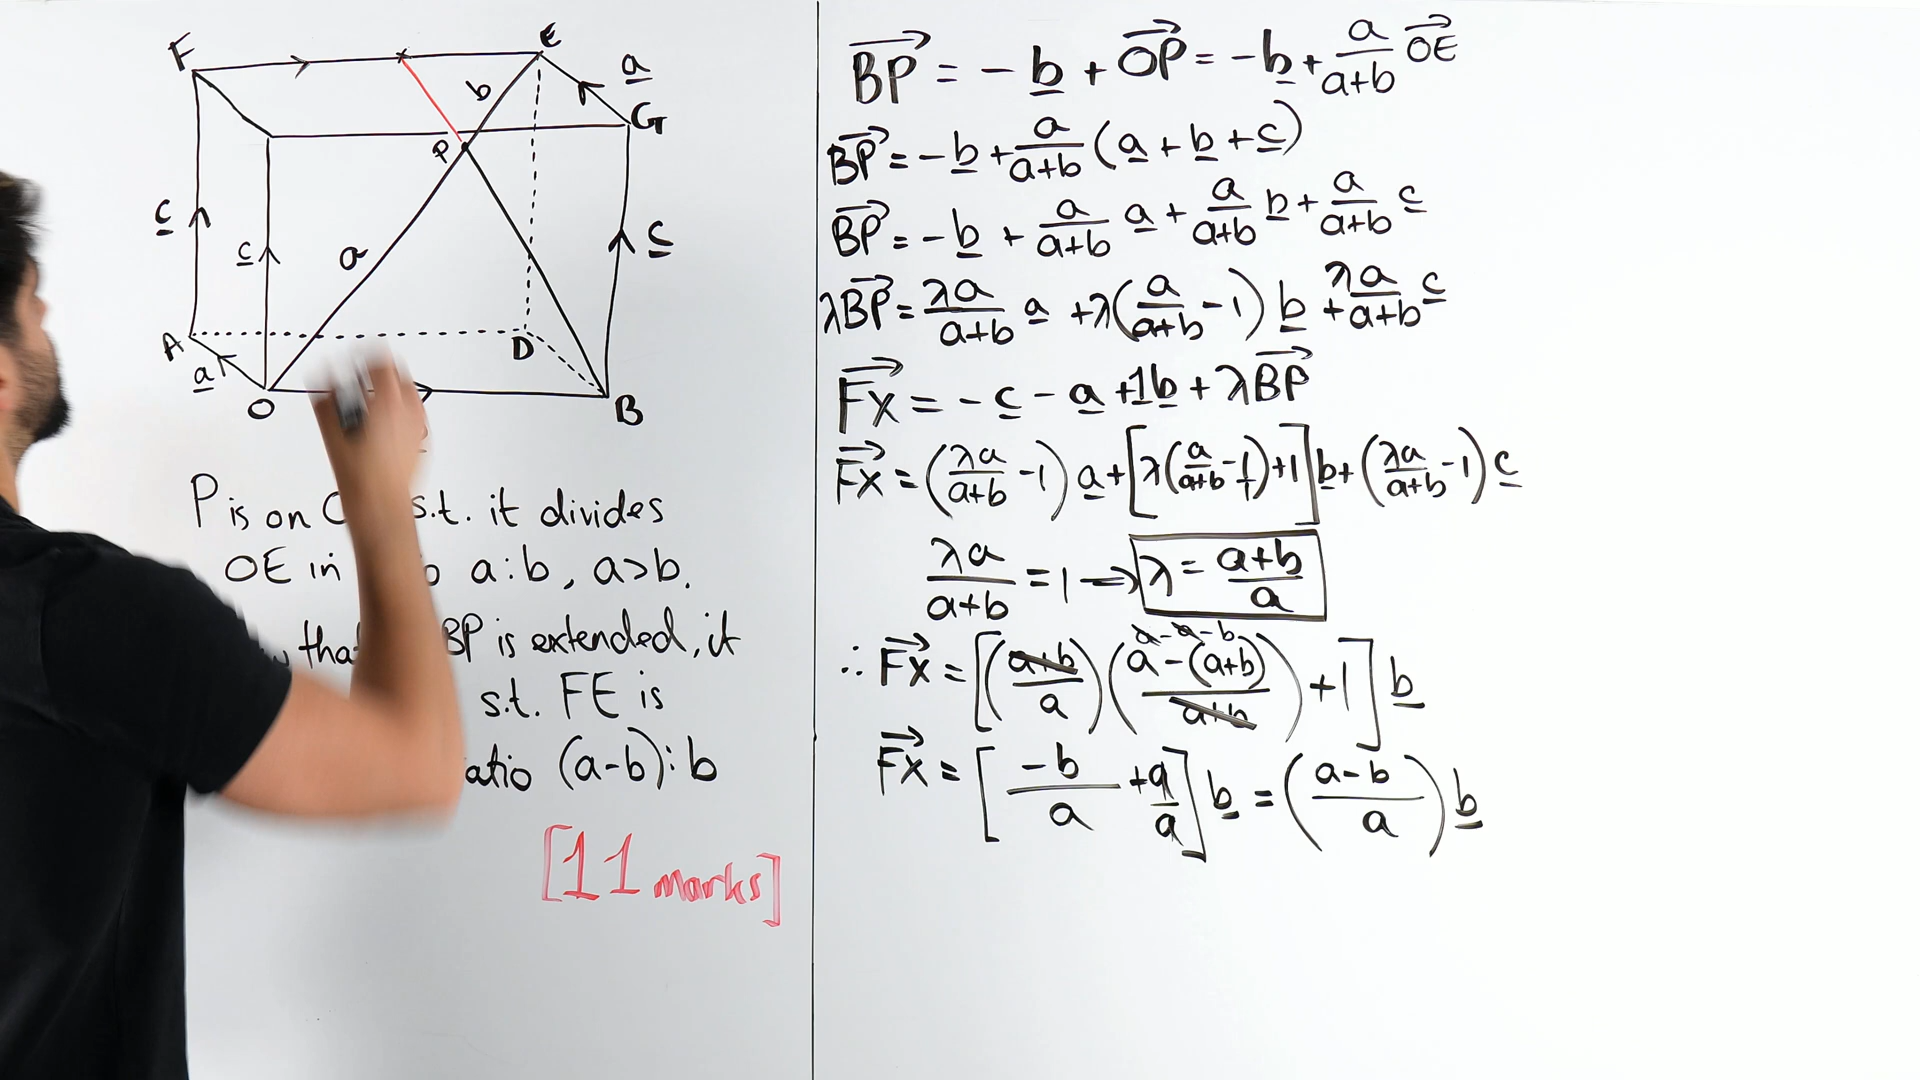 F
E
a
b
G
P
c
c
a
c
A
a
D
O
B
P is on s.t. it divides
OE in a:b, a>b.
that BP is extended, it
s.t. FE is
(a-b):b
[11 marks]
BP = -b + OP = -b + a/(a+b) OE
BP = -b + a/(a+b) (a + b + c)
BP = -b + a/(a+b) a + a/(a+b) b + a/(a+b) c
λBP = λa/(a+b) a + λ(a/(a+b) - 1) b + λa/(a+b) c
FX = -c - a + 1b + λBP
FX = (λa/(a+b) - 1) a + [λ(a/(a+b) - 1/1) + 1] b + (λa/(a+b) - 1) c
λa/(a+b) = 1 → λ = (a+b)/a
a-a-b
∴ FX = [((a+b)/a)((a-(a+b))/(a+b)) + 1] b
FX = [-b/a + a/a] b = ((a-b)/a) b